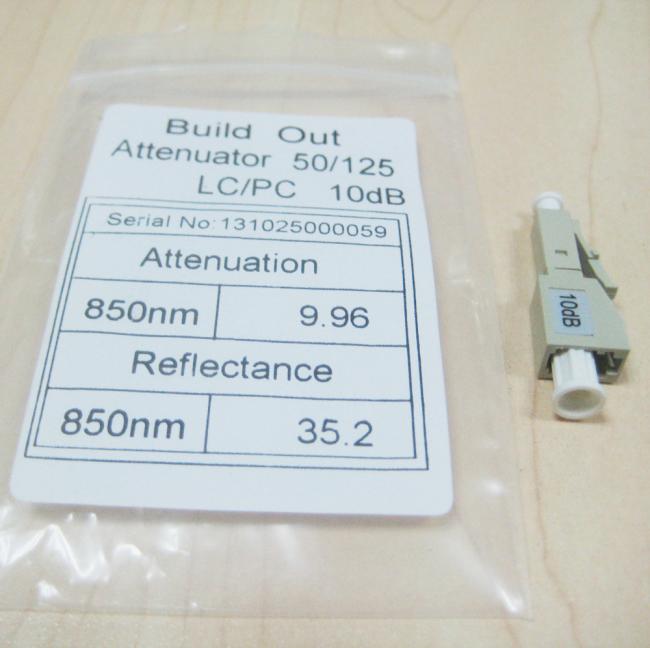 Build Out
Attenuator 50/125
LC/PC 10dB
Serial No:131025000059
Attenuation
850nm 9.96
Reflectance
850nm 35.2
10dB